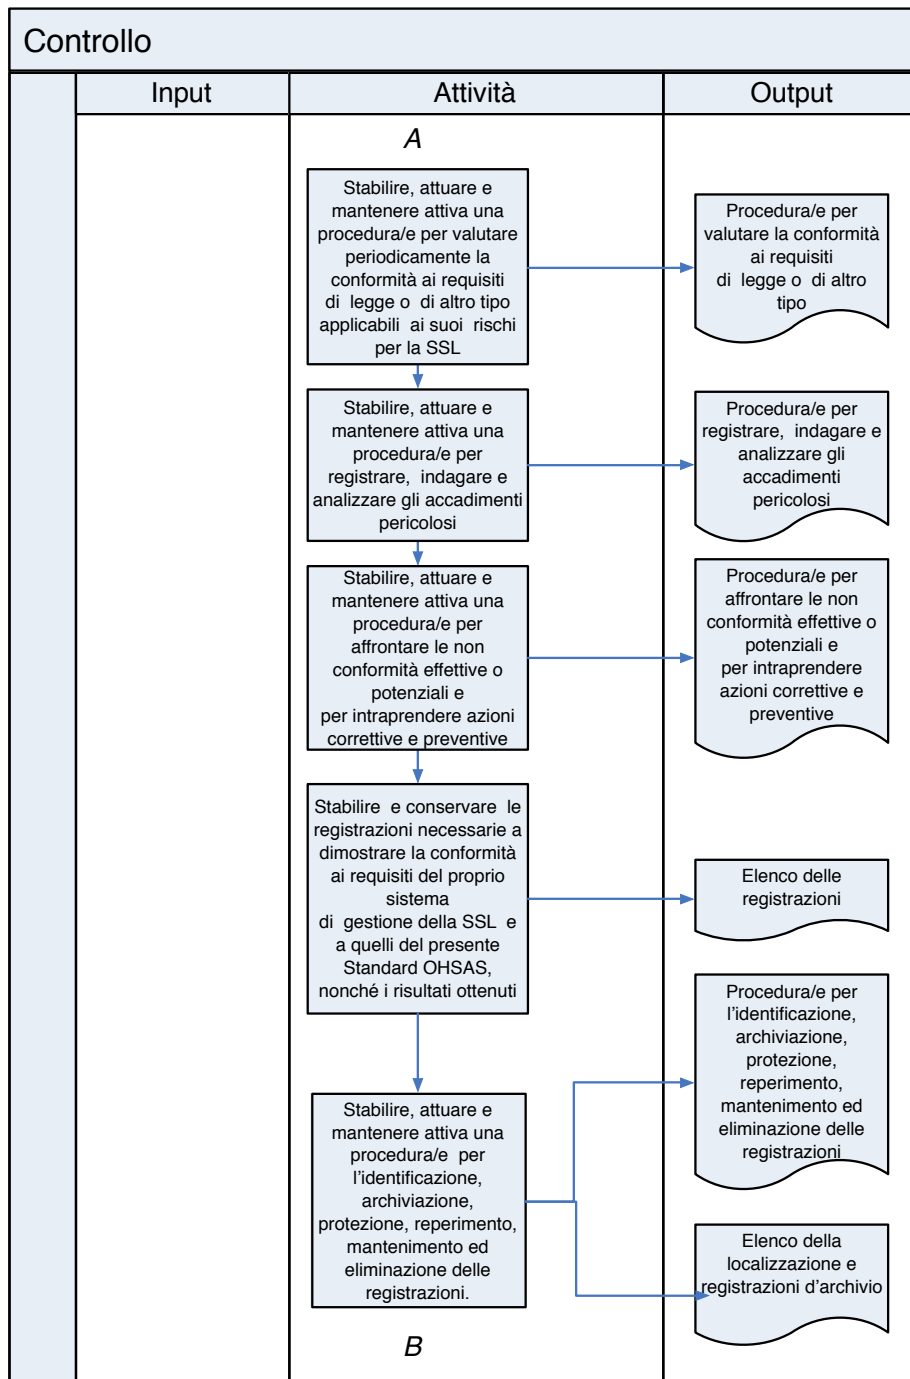 Controllo
Input
Attività
Output
A
Stabilire, attuare e
mantenere attiva una
procedura/e per valutare
periodicamente la
conformità ai requisiti
di legge o di altro tipo
applicabili ai suoi rischi
per la SSL
Procedura/e per
valutare la conformità
ai requisiti
di legge o di altro
tipo
Stabilire, attuare e
mantenere attiva una
procedura/e per
registrare, indagare e
analizzare gli accadimenti
pericolosi
Procedura/e per
registrare, indagare e
analizzare gli
accadimenti
pericolosi
Stabilire, attuare e
mantenere attiva una
procedura/e per
affrontare le non
conformità effettive o
potenziali e
per intraprendere azioni
correttive e preventive
Procedura/e per
affrontare le non
conformità effettive o
potenziali e
per intraprendere
azioni correttive e
preventive
Stabilire e conservare le
registrazioni necessarie a
dimostrare la conformità
ai requisiti del proprio
sistema
di gestione della SSL e
a quelli del presente
Standard OHSAS,
nonché i risultati ottenuti
Elenco delle
registrazioni
Stabilire, attuare e
mantenere attiva una
procedura/e per
l'identificazione,
archiviazione,
protezione, reperimento,
mantenimento ed
eliminazione delle
registrazioni.
Procedura/e per
l'identificazione,
archiviazione,
protezione,
reperimento,
mantenimento ed
eliminazione delle
registrazioni
Elenco della
localizzazione e
registrazioni d'archivio
B